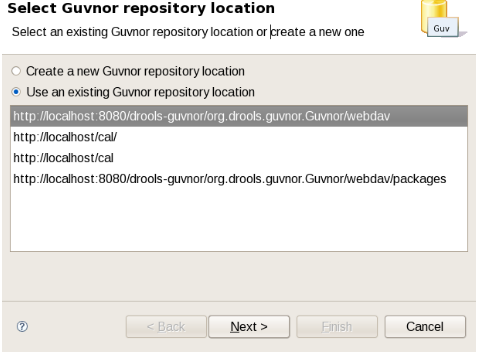 Select Guvnor repository location
Select an existing Guvnor repository location or create a new one
Guv
Create a new Guvnor repository location
Use an existing Guvnor repository location
http://localhost:8080/drools-guvnor/org.drools.guvnor.Guvnor/webdav
http://localhost/cal/
http://localhost/cal
http://localhost:8080/drools-guvnor/org.drools.guvnor.Guvnor/webdav/packages
?
< Back
Next >
Finish
Cancel